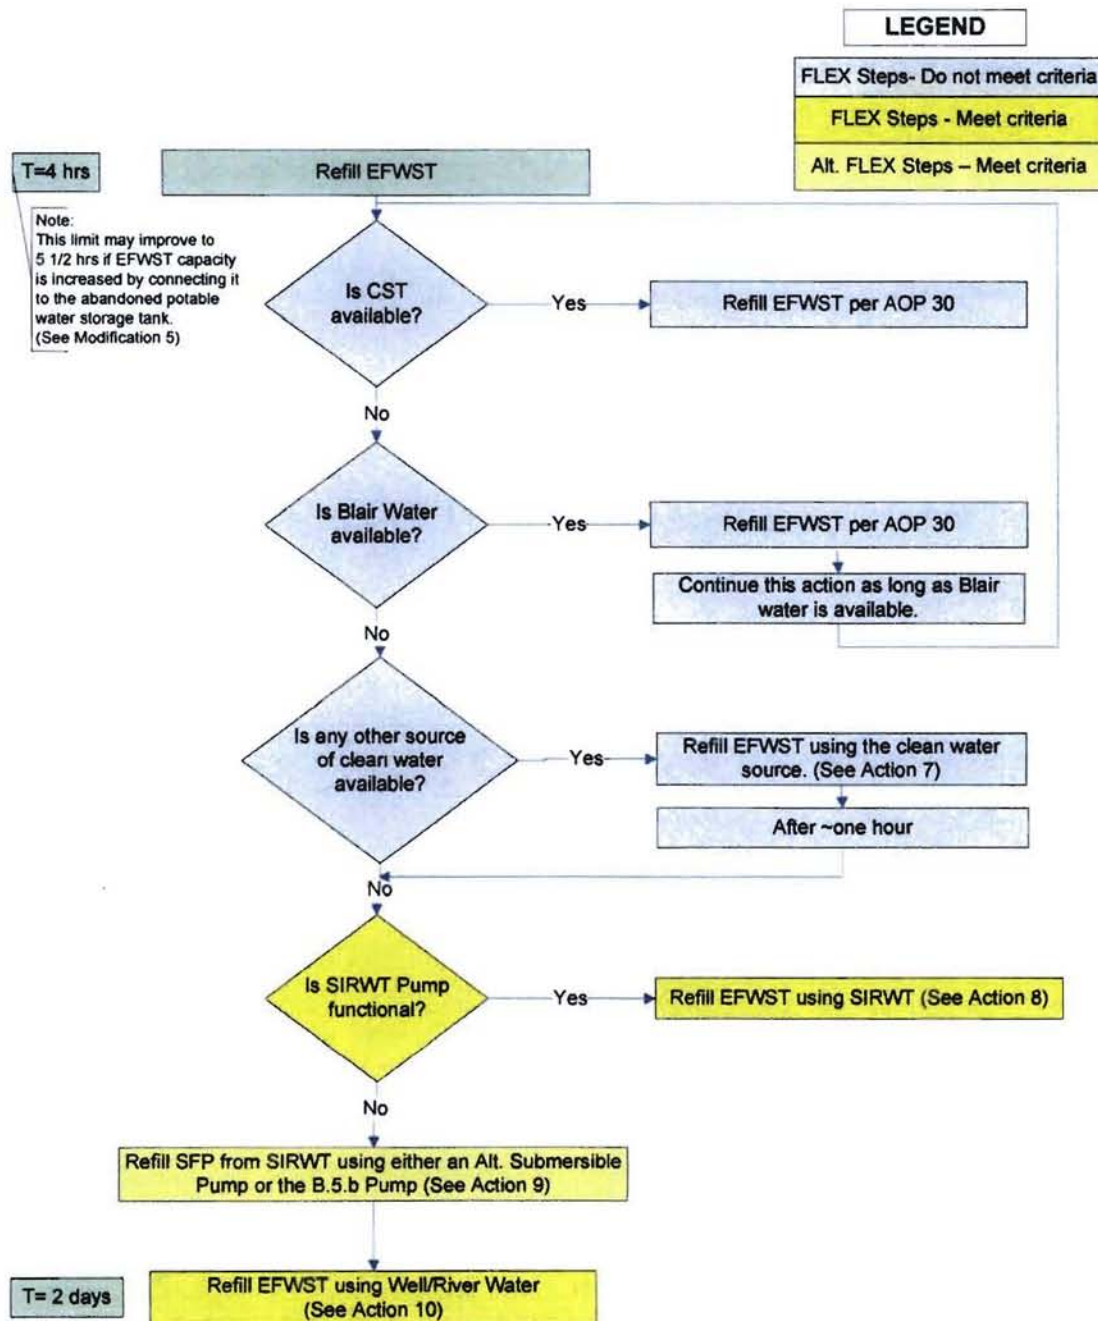 LEGEND
FLEX Steps- Do not meet criteria
FLEX Steps - Meet criteria
Alt. FLEX Steps – Meet criteria
T=4 hrs
Refill EFWST
Note:
This limit may improve to
5 1/2 hrs if EFWST capacity
is increased by connecting it
to the abandoned potable
water storage tank.
(See Modification 5)
Is CST
available?
Yes
Refill EFWST per AOP 30
No
Is Blair Water
available?
Yes
Refill EFWST per AOP 30
Continue this action as long as Blair
water is available.
No
Is any other source
of clean water
available?
Yes
Refill EFWST using the clean water
source. (See Action 7)
After ~one hour
No
Is SIRWT Pump
functional?
Yes
Refill EFWST using SIRWT (See Action 8)
No
Refill SFP from SIRWT using either an Alt. Submersible
Pump or the B.5.b Pump (See Action 9)
T= 2 days
Refill EFWST using Well/River Water
(See Action 10)